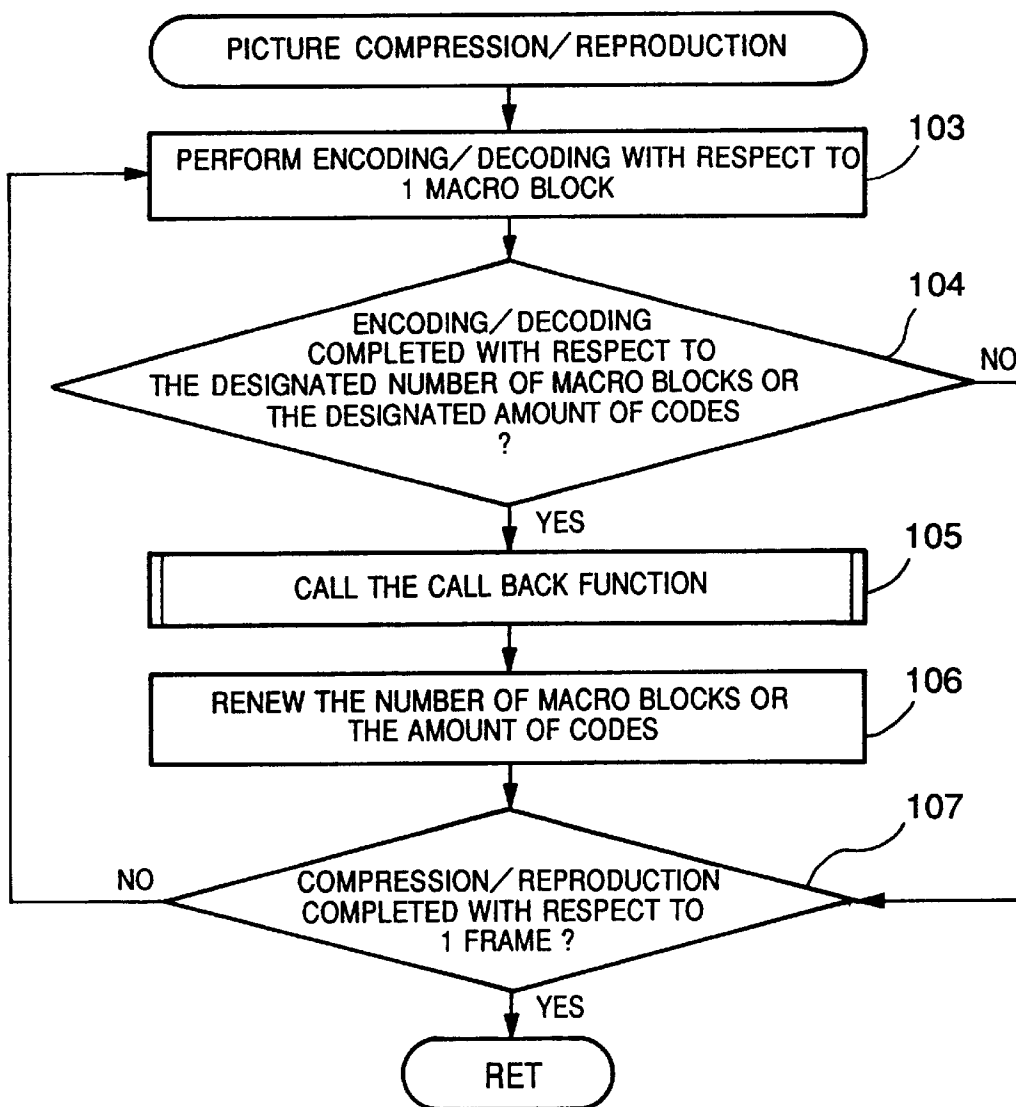 PICTURE COMPRESSION/REPRODUCTION
103
PERFORM ENCODING/DECODING WITH RESPECT TO
1 MACRO BLOCK
104
ENCODING/DECODING
COMPLETED WITH RESPECT TO
THE DESIGNATED NUMBER OF MACRO BLOCKS OR
THE DESIGNATED AMOUNT OF CODES
?
NO
YES
105
CALL THE CALL BACK FUNCTION
106
RENEW THE NUMBER OF MACRO BLOCKS OR
THE AMOUNT OF CODES
107
NO
COMPRESSION/REPRODUCTION
COMPLETED WITH RESPECT TO
1 FRAME ?
YES
RET